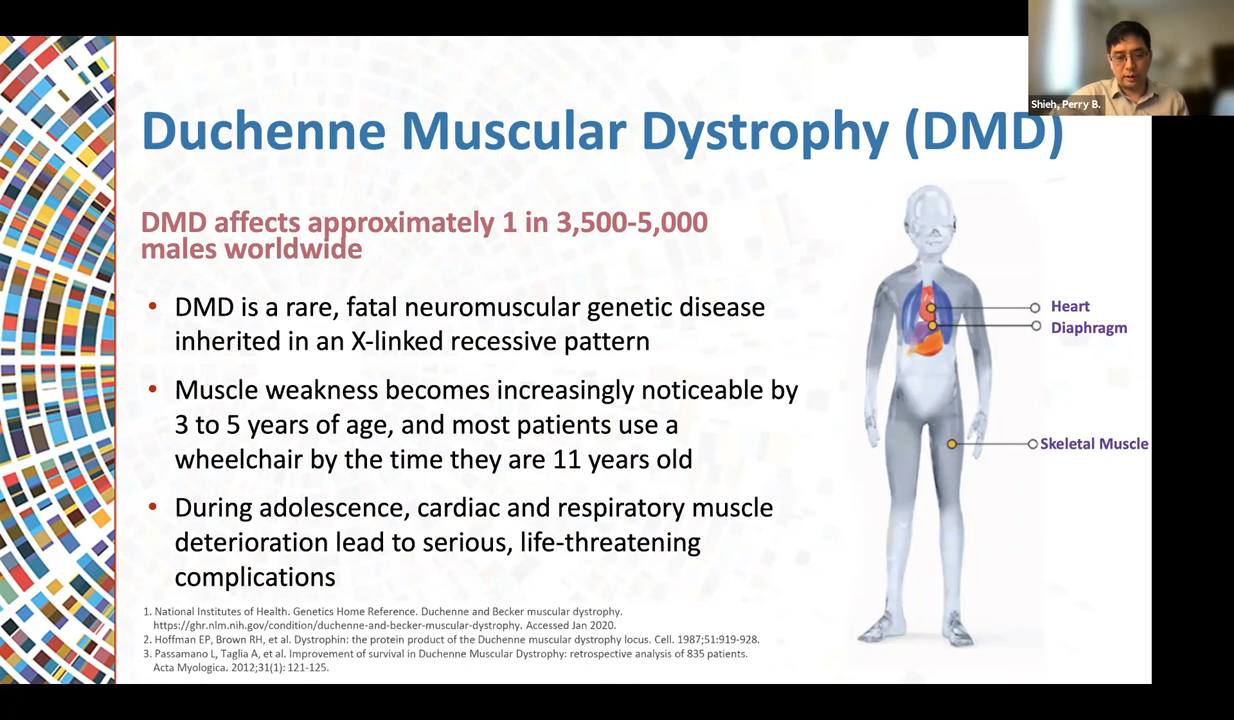 Shieh, Perry B.
Duchenne Muscular Dystrophy (DMD)
DMD affects approximately 1 in 3,500-5,000
males worldwide
• DMD is a rare, fatal neuromuscular genetic disease
inherited in an X-linked recessive pattern
• Muscle weakness becomes increasingly noticeable by
3 to 5 years of age, and most patients use a
wheelchair by the time they are 11 years old
• During adolescence, cardiac and respiratory muscle
deterioration lead to serious, life-threatening
complications
Heart
Diaphragm
Skeletal Muscle
1. National Institutes of Health. Genetics Home Reference. Duchenne and Becker muscular dystrophy.
https://ghr.nlm.nih.gov/condition/duchenne-and-becker-muscular-dystrophy. Accessed Jan 2020.
2. Hoffman EP, Brown RH, et al. Dystrophin: the protein product of the Duchenne muscular dystrophy locus. Cell. 1987;51:919-928.
3. Passamano L, Taglia A, et al. Improvement of survival in Duchenne Muscular Dystrophy: retrospective analysis of 835 patients.
Acta Myologica. 2012;31(1): 121-125.